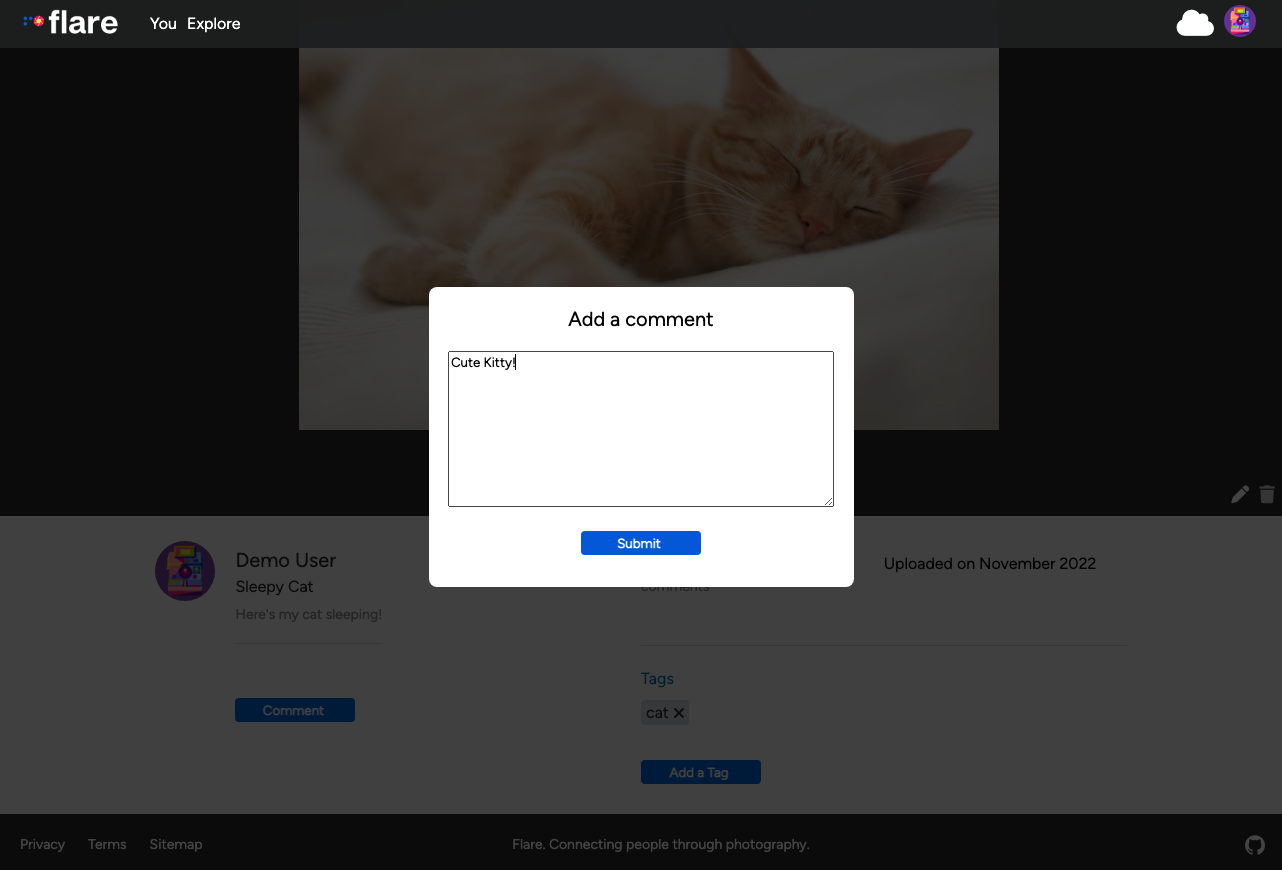 flare
You Explore
Add a comment
Cute Kitty!
Submit
Demo User
Sleepy Cat
Here's my cat sleeping!
Comment
comments
Uploaded on November 2022
Tags
cat
Add a Tag
Privacy Terms Sitemap
Flare. Connecting people through photography.